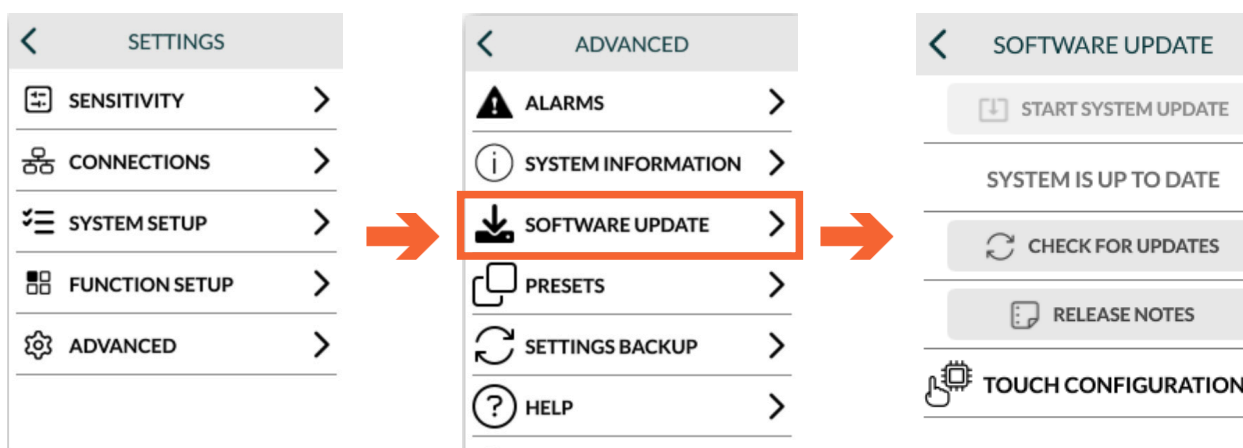 SETTINGS
SENSITIVITY
CONNECTIONS
SYSTEM SETUP
FUNCTION SETUP
ADVANCED
ADVANCED
ALARMS
SYSTEM INFORMATION
SOFTWARE UPDATE
PRESETS
SETTINGS BACKUP
HELP
SOFTWARE UPDATE
START SYSTEM UPDATE
SYSTEM IS UP TO DATE
CHECK FOR UPDATES
RELEASE NOTES
TOUCH CONFIGURATION